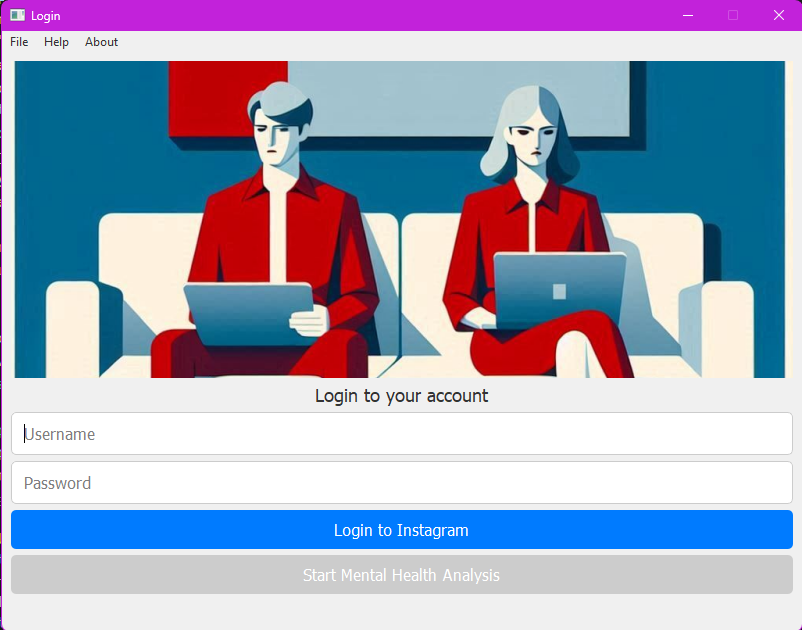 Login
File Help About
Login to your account
Username
Password
Login to Instagram
Start Mental Health Analysis